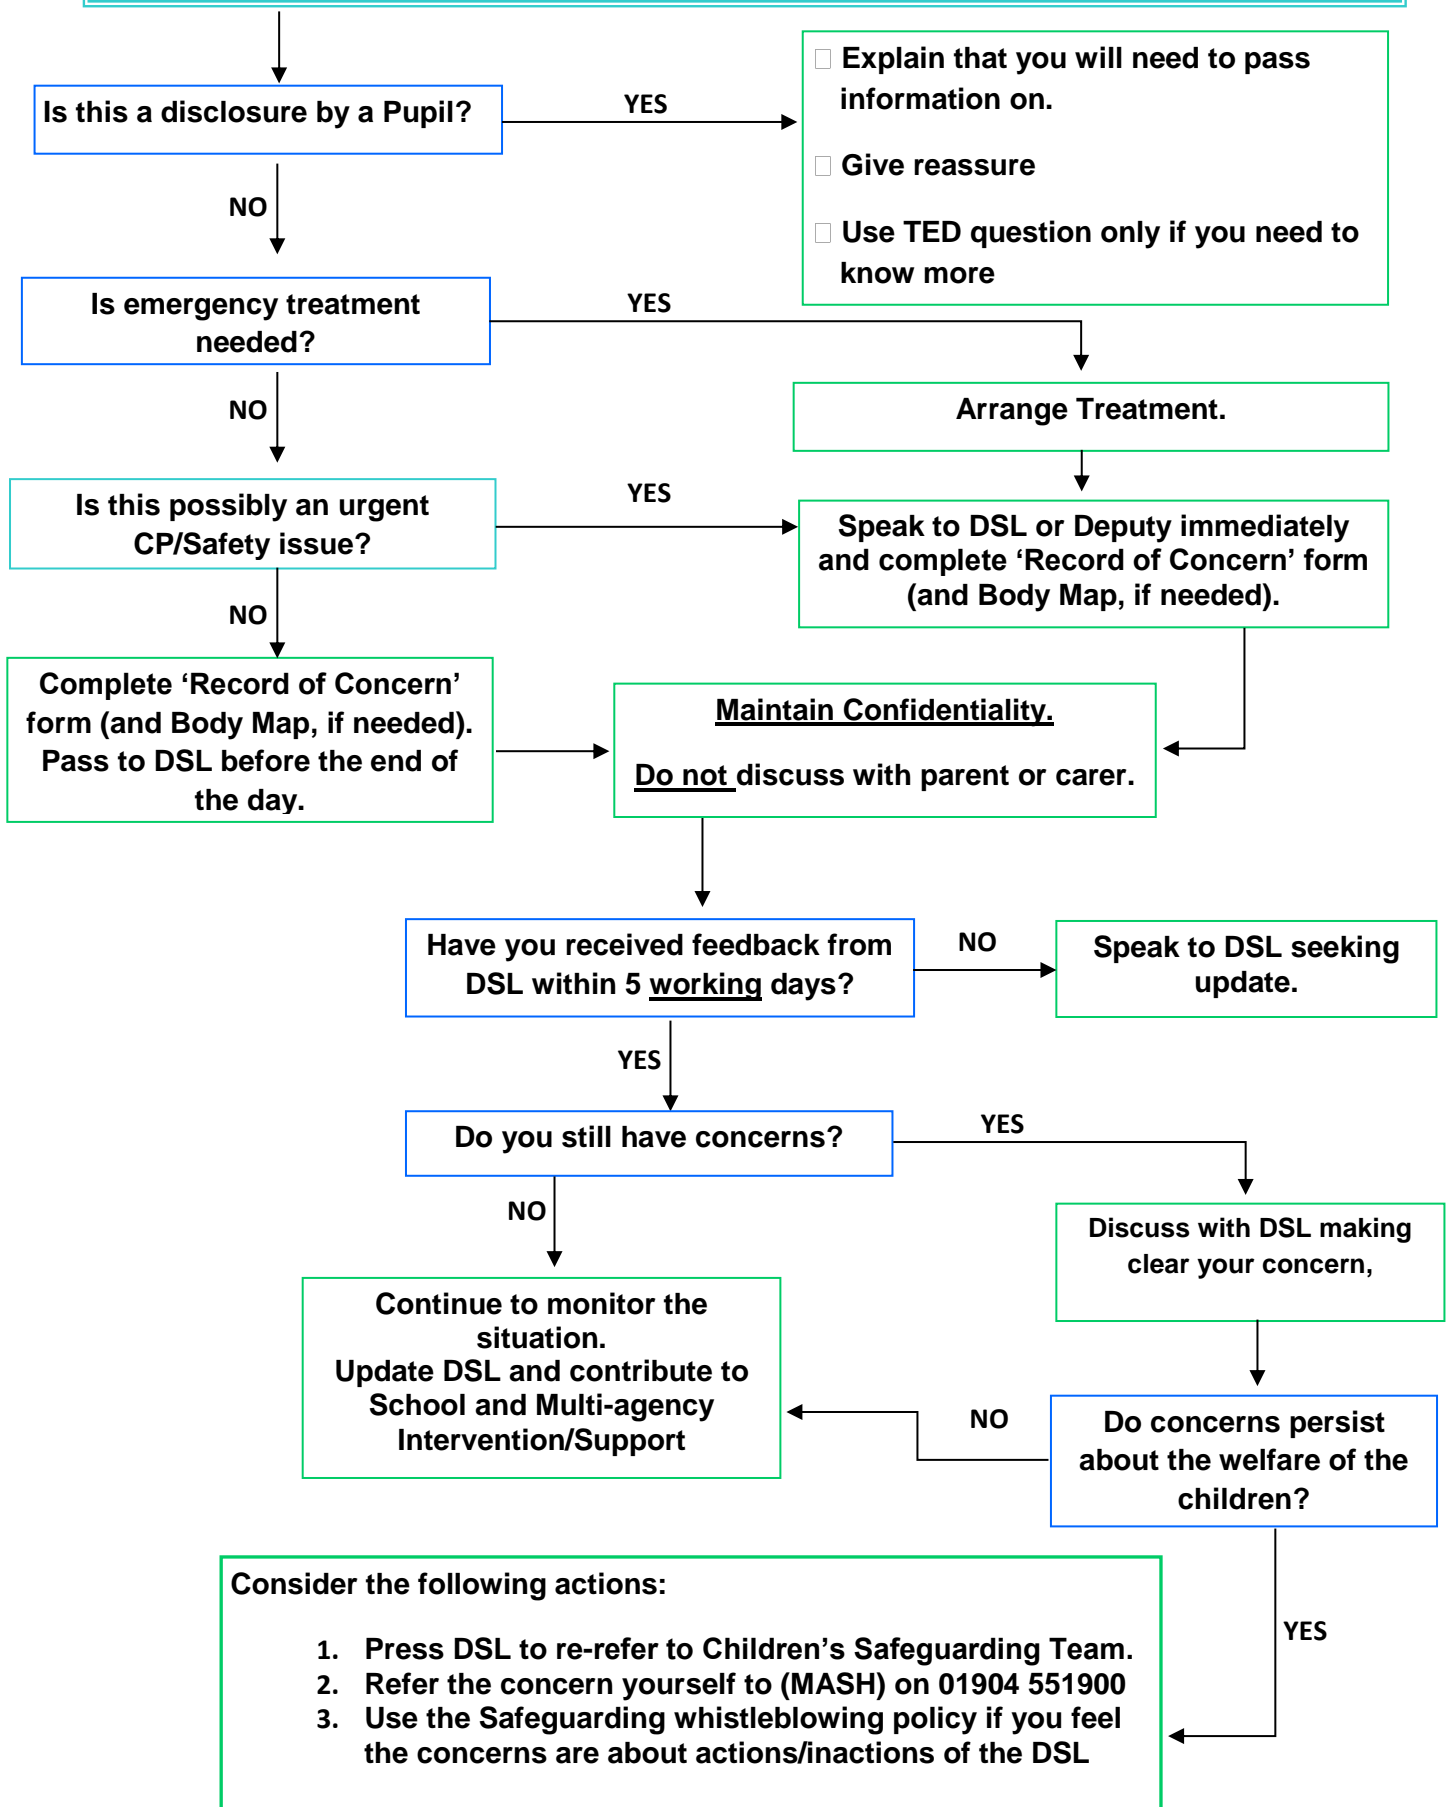 Is this a disclosure by a Pupil?
YES
□ Explain that you will need to pass
information on.
□ Give reassure
□ Use TED question only if you need to
know more
NO
Is emergency treatment
needed?
YES
Arrange Treatment.
NO
Is this possibly an urgent
CP/Safety issue?
YES
Speak to DSL or Deputy immediately
and complete ‘Record of Concern’ form
(and Body Map, if needed).
NO
Complete ‘Record of Concern’
form (and Body Map, if needed).
Pass to DSL before the end of
the day.
Maintain Confidentiality.
Do not discuss with parent or carer.
Have you received feedback from
DSL within 5 working days?
NO
Speak to DSL seeking
update.
YES
Do you still have concerns?
YES
NO
Discuss with DSL making
clear your concern,
Continue to monitor the
situation.
Update DSL and contribute to
School and Multi-agency
Intervention/Support
NO
Do concerns persist
about the welfare of the
children?
YES
Consider the following actions:
1. Press DSL to re-refer to Children’s Safeguarding Team.
2. Refer the concern yourself to (MASH) on 01904 551900
3. Use the Safeguarding whistleblowing policy if you feel
the concerns are about actions/inactions of the DSL